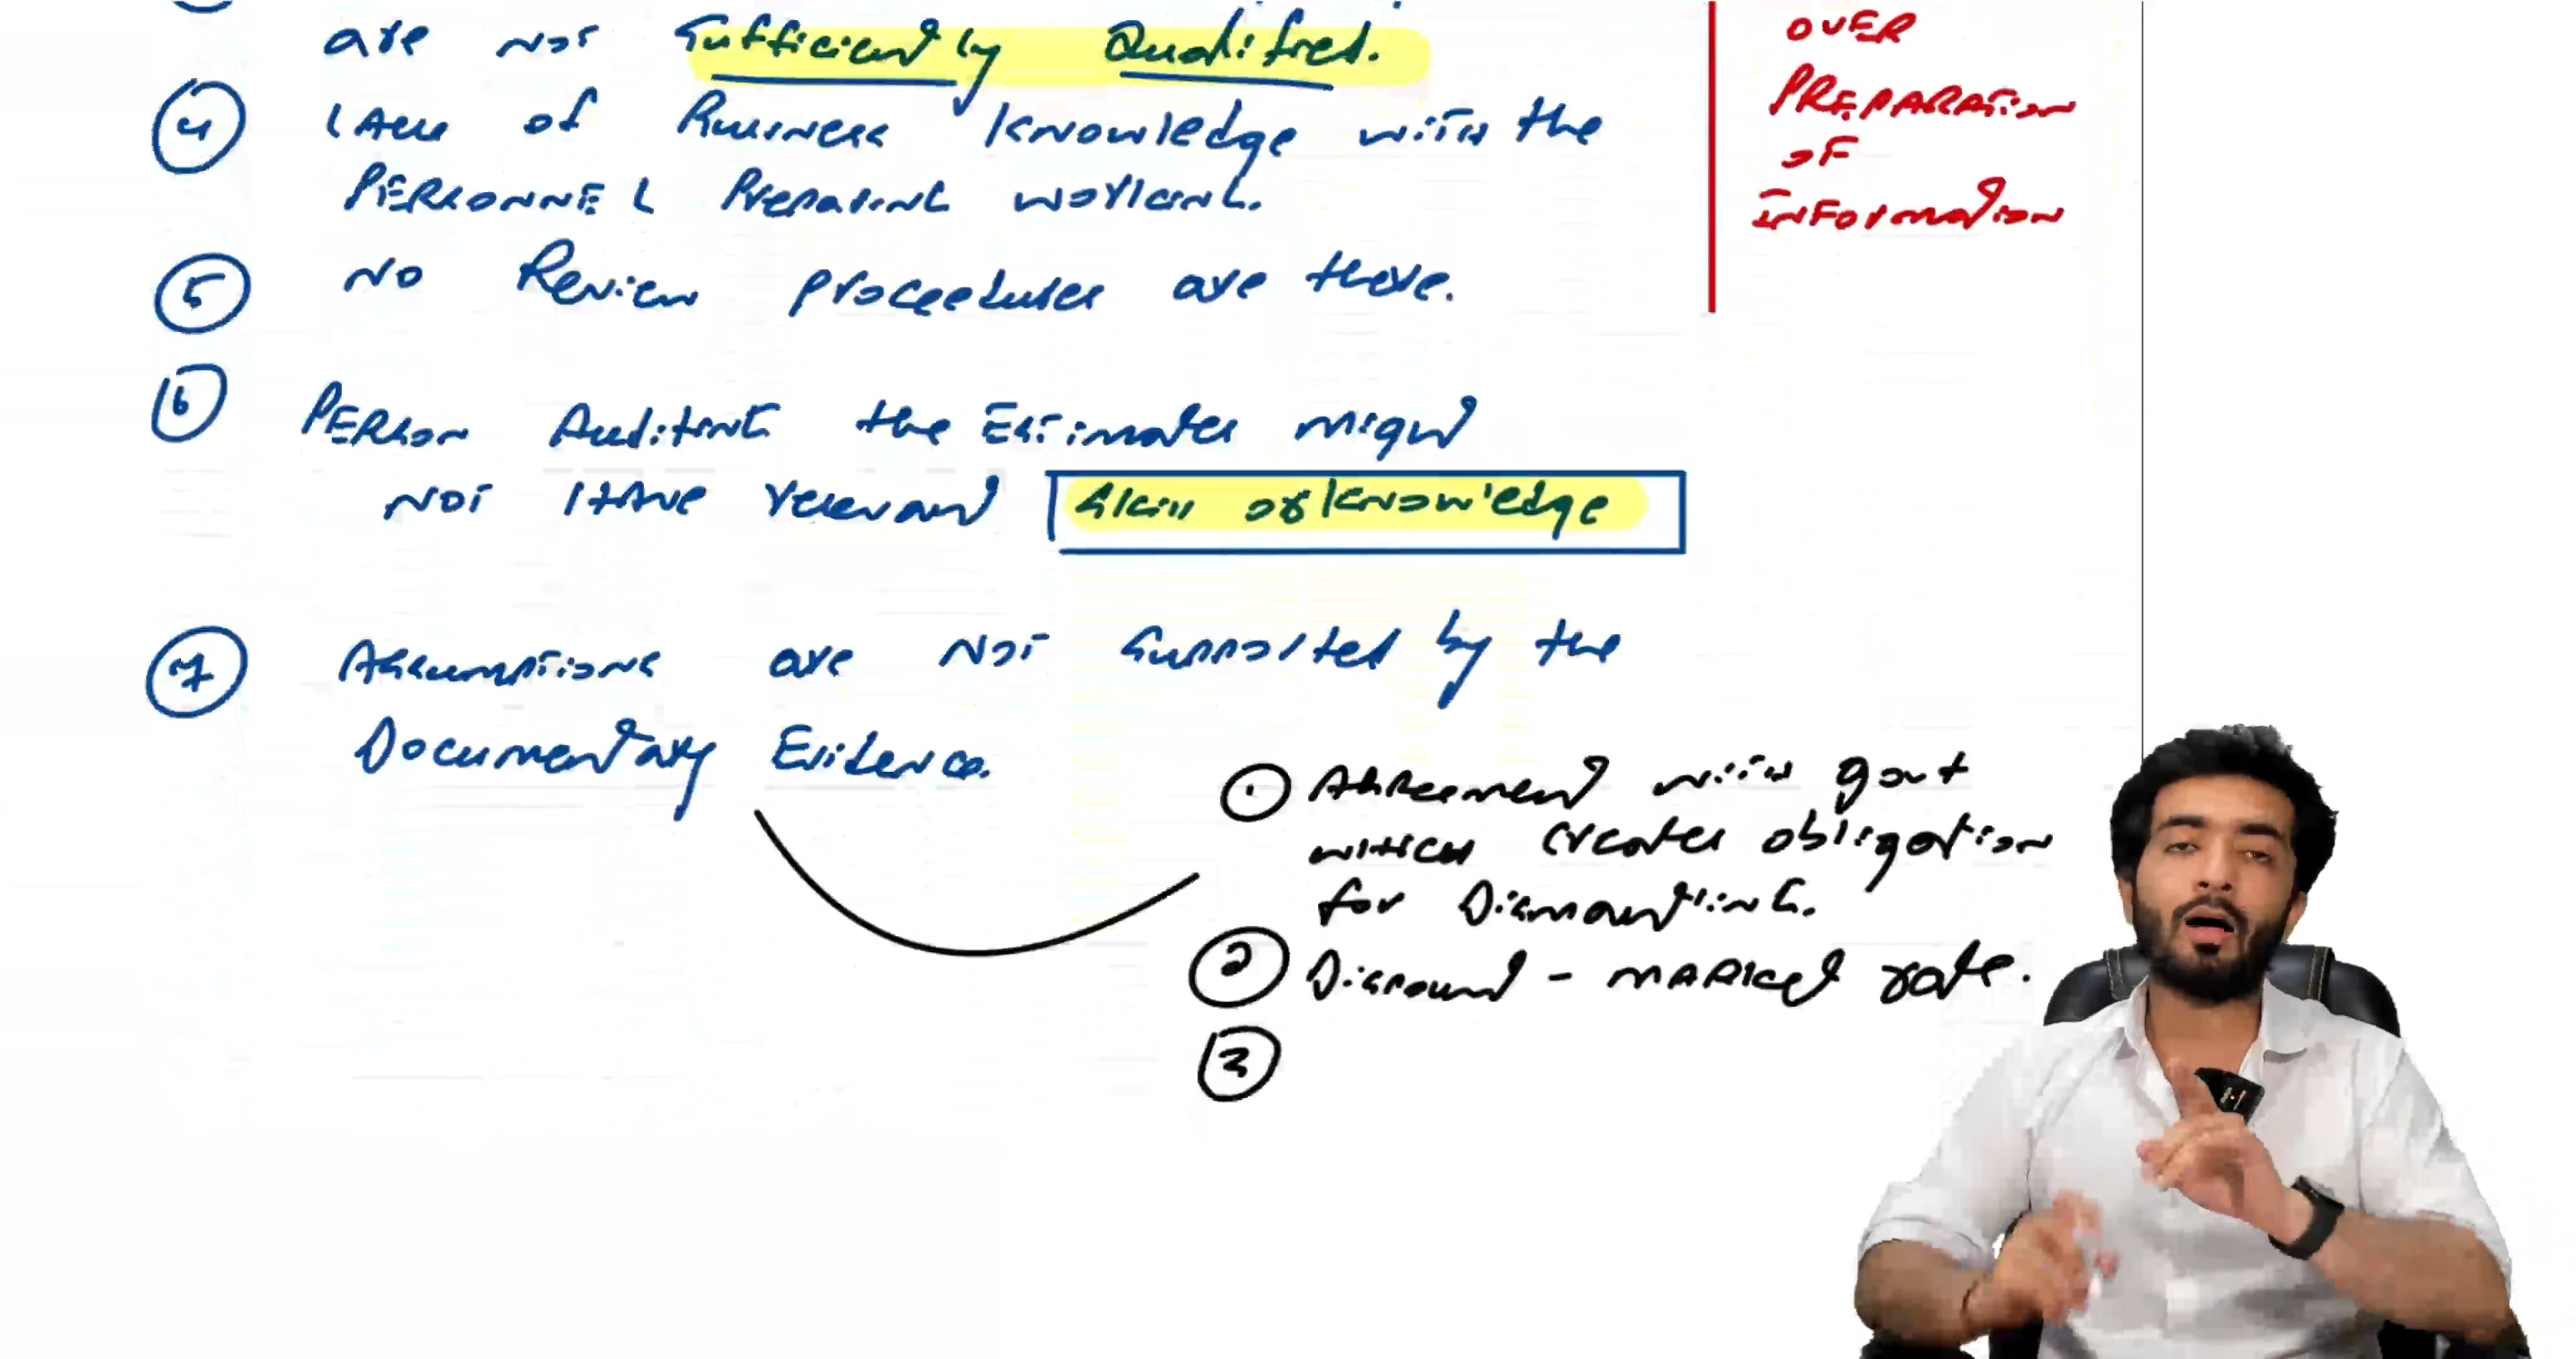 are not Sufficiently Qualified.
4 Lack of Business knowledge with the
PERSONNEL Preparing working.
5 NO Review procedures are there.
6 PERson Auditing the Estimates might
NOT HAve relevant Skill or knowledge
7 Assumptions are NOT Supported by the
Documentary Evidence.
1 Agreement with govt
which creates obligation
for Dismantling.
2 Discount - MARKet rate.
3
OVER
PREPARATion
OF
INFormation